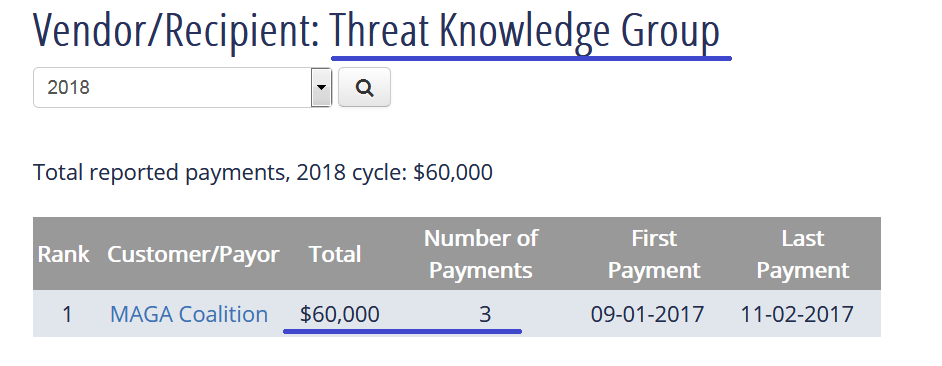 Vendor/Recipient: Threat Knowledge Group
2018
Total reported payments, 2018 cycle: $60,000
Rank Customer/Payor Total Number of Payments First Payment Last Payment
1 MAGA Coalition $60,000 3 09-01-2017 11-02-2017